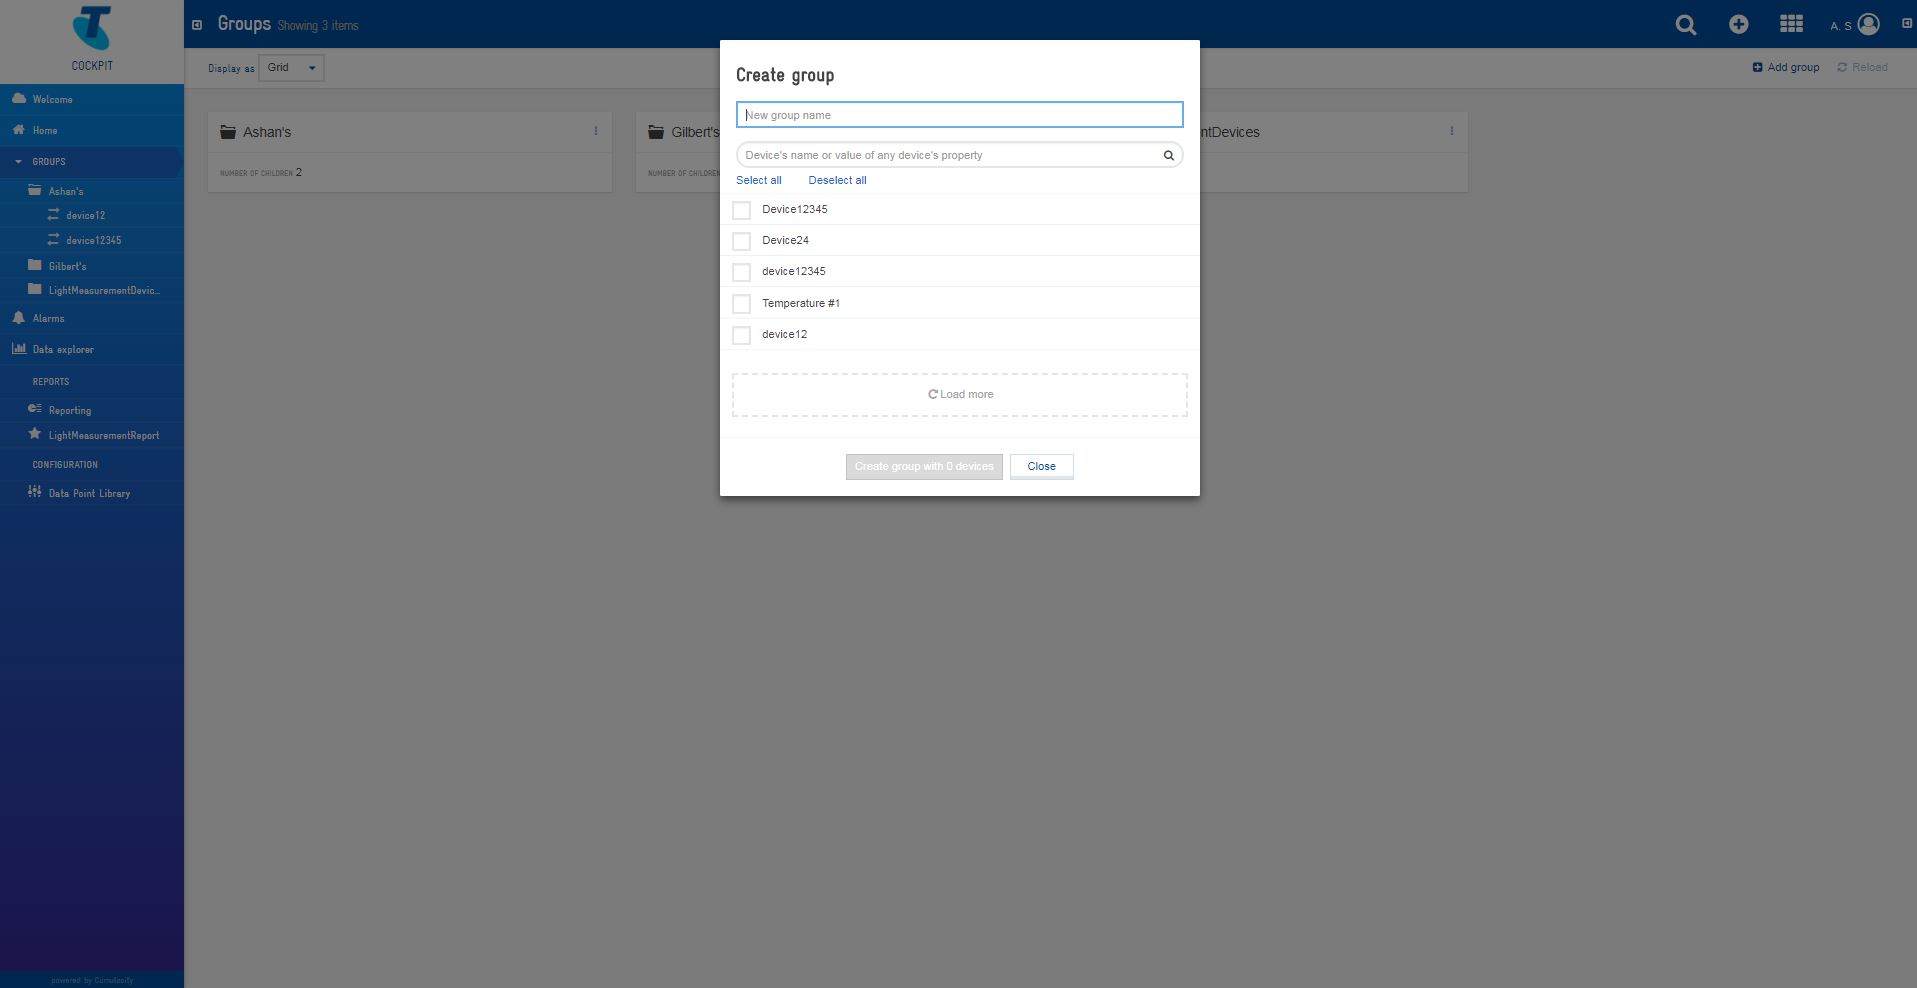 COCKPIT
Groups Showing 3 items
A. S
Display as Grid
Add group Reload
Welcome
Home
GROUPS
Ashan's
device12
device12345
Gilbert's
LightMeasurementDevic...
Alarms
Data explorer
REPORTS
Reporting
LightMeasurementReport
CONFIGURATION
Data Point Library
powered by Cumulocity
Ashan's
NUMBER OF CHILDREN 2
Gilbert's
NUMBER OF CHILDREN
ntDevices
Create group
New group name
Device's name or value of any device's property
Select all Deselect all
Device12345
Device24
device12345
Temperature #1
device12
Load more
Create group with 0 devices Close